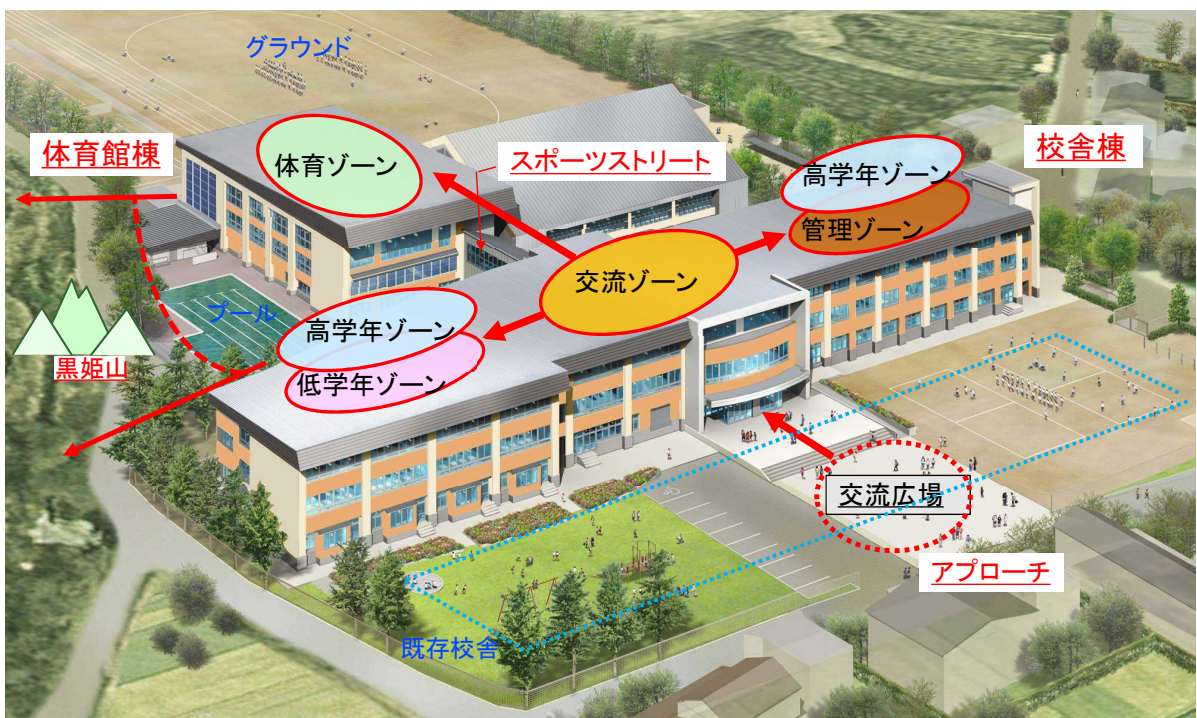 グラウンド
体育館棟
体育ゾーン
スポーツストリート
高学年ゾーン
校舎棟
管理ゾーン
交流ゾーン
プール
高学年ゾーン
黒姫山
低学年ゾーン
交流広場
アプローチ
既存校舎